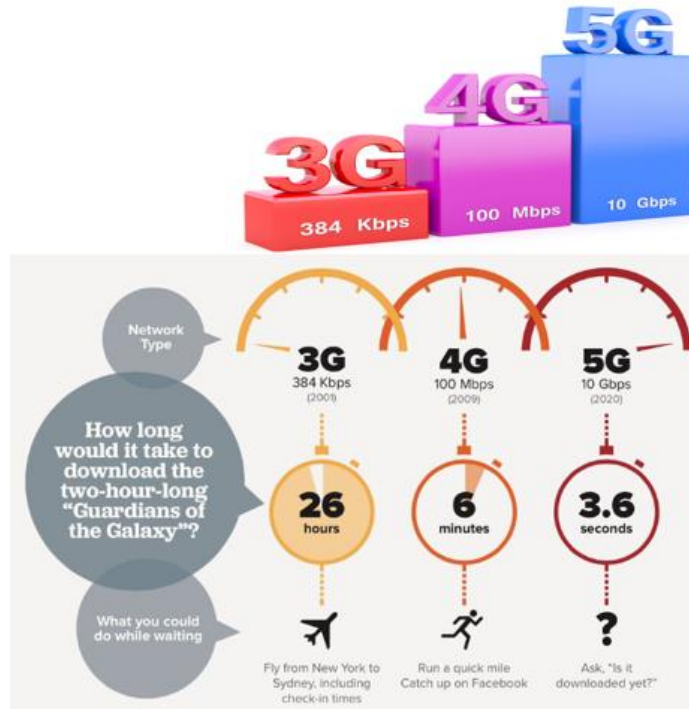 5G
4G
3G
10 Gbps
100 Mbps
384 Kbps
Network
Type
3G
384 Kbps
(2001)
4G
100 Mbps
(2009)
5G
10 Gbps
(2020)
How long
would it take to
download the
two-hour-long
“Guardians of
the Galaxy”?
26
hours
6
minutes
3.6
seconds
What you could
do while waiting
?
Fly from New York to
Sydney, including
check-in times
Run a quick mile
Catch up on Facebook
Ask, “Is it
downloaded yet?”